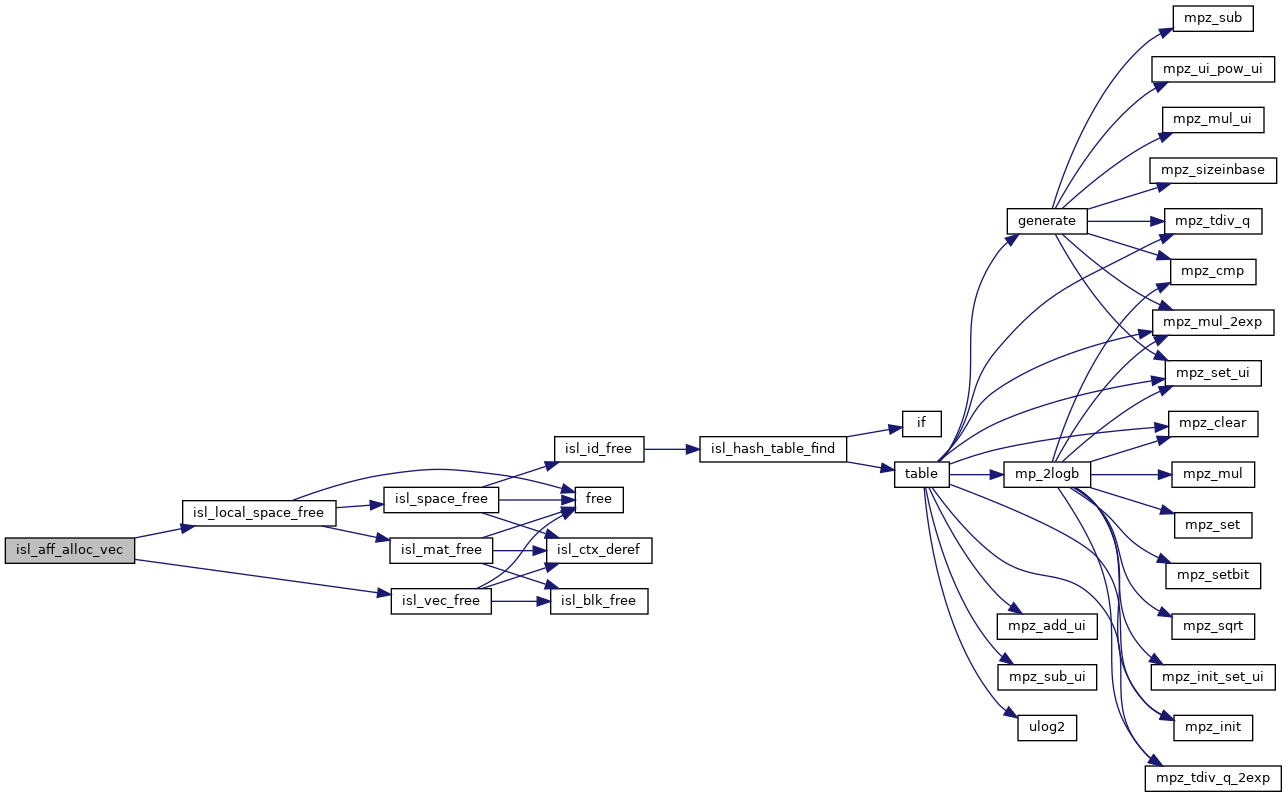 mpz_sub
mpz_ui_pow_ui
mpz_mul_ui
mpz_sizeinbase
generate
mpz_tdiv_q
mpz_cmp
mpz_mul_2exp
mpz_set_ui
if
mpz_clear
isl_id_free
isl_hash_table_find
table
mp_2logb
mpz_mul
isl_space_free
free
isl_local_space_free
mpz_set
isl_aff_alloc_vec
isl_mat_free
isl_ctx_deref
mpz_setbit
isl_vec_free
isl_blk_free
mpz_add_ui
mpz_sqrt
mpz_sub_ui
mpz_init_set_ui
ulog2
mpz_init
mpz_tdiv_q_2exp